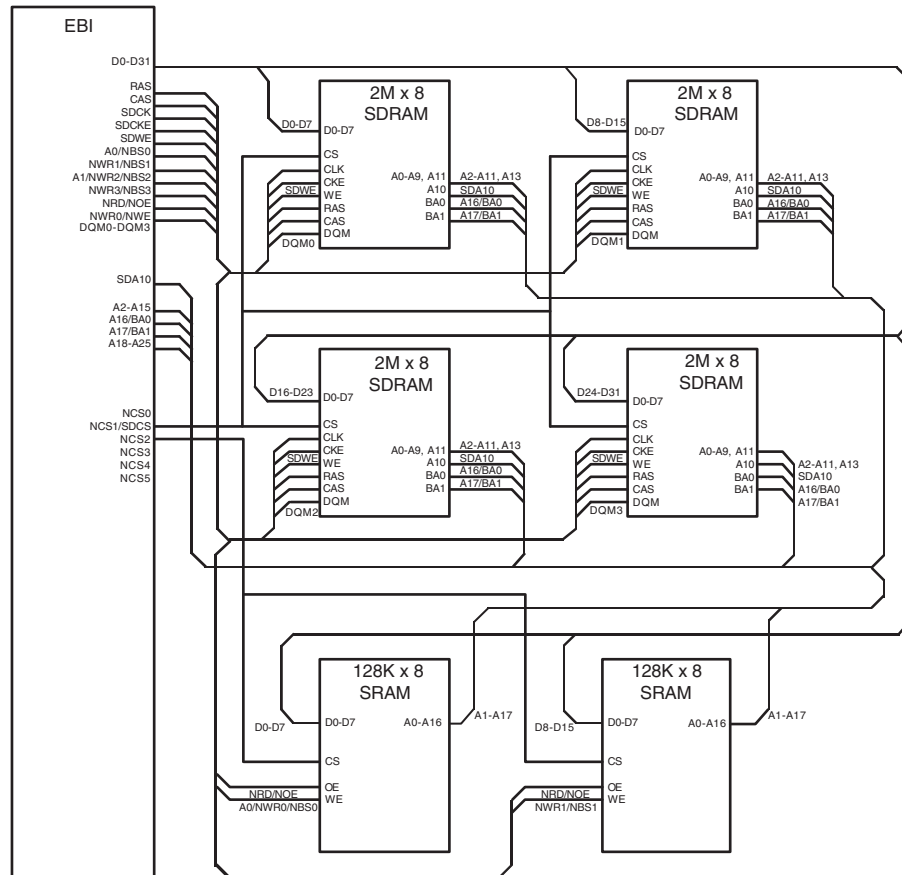 EBI
D0-D31
RAS
CAS
SDCK
SDCKE
SDWE
A0/NBS0
NWR1/NBS1
A1/NWR2/NBS2
NWR3/NBS3
NRD/NOE
NWR0/NWE
DQM0-DQM3
SDA10
A2-A15
A16/BA0
A17/BA1
A18-A25
NCS0
NCS1/SDCS
NCS2
NCS3
NCS4
NCS5
2M x 8
SDRAM
D0-D7
D0-D7
CS
CLK
CKE
SDWE
WE
RAS
CAS
DQM
DQM0
A0-A9, A11
A10
BA0
BA1
A2-A11, A13
SDA10
A16/BA0
A17/BA1
2M x 8
SDRAM
D8-D15
D0-D7
CS
CLK
CKE
SDWE
WE
RAS
CAS
DQM
DQM1
A0-A9, A11
A10
BA0
BA1
A2-A11, A13
SDA10
A16/BA0
A17/BA1
2M x 8
SDRAM
D16-D23
D0-D7
CS
CLK
CKE
SDWE
WE
RAS
CAS
DQM
DQM2
A0-A9, A11
A10
BA0
BA1
A2-A11, A13
SDA10
A16/BA0
A17/BA1
2M x 8
SDRAM
D24-D31
D0-D7
CS
CLK
CKE
SDWE
WE
RAS
CAS
DQM
DQM3
A0-A9, A11
A10
BA0
BA1
A2-A11, A13
SDA10
A16/BA0
A17/BA1
128K x 8
SRAM
D0-D7
D0-D7
CS
OE
WE
NRD/NOE
A0/NWR0/NBS0
A0-A16
A1-A17
128K x 8
SRAM
D8-D15
D0-D7
CS
OE
WE
NRD/NOE
NWR1/NBS1
A0-A16
A1-A17